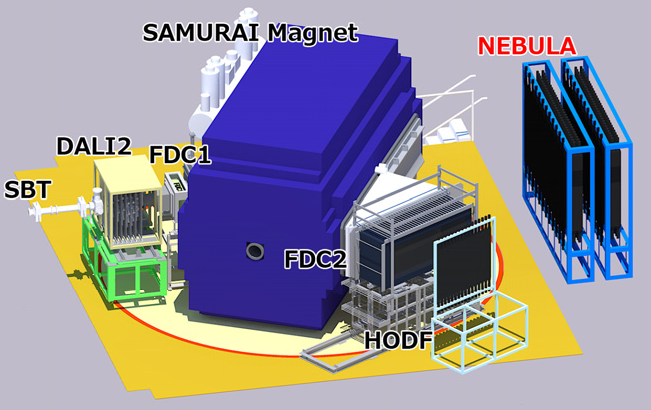 SAMURAI Magnet
NEBULA
DALI2
FDC1
SBT
FDC2
HODF